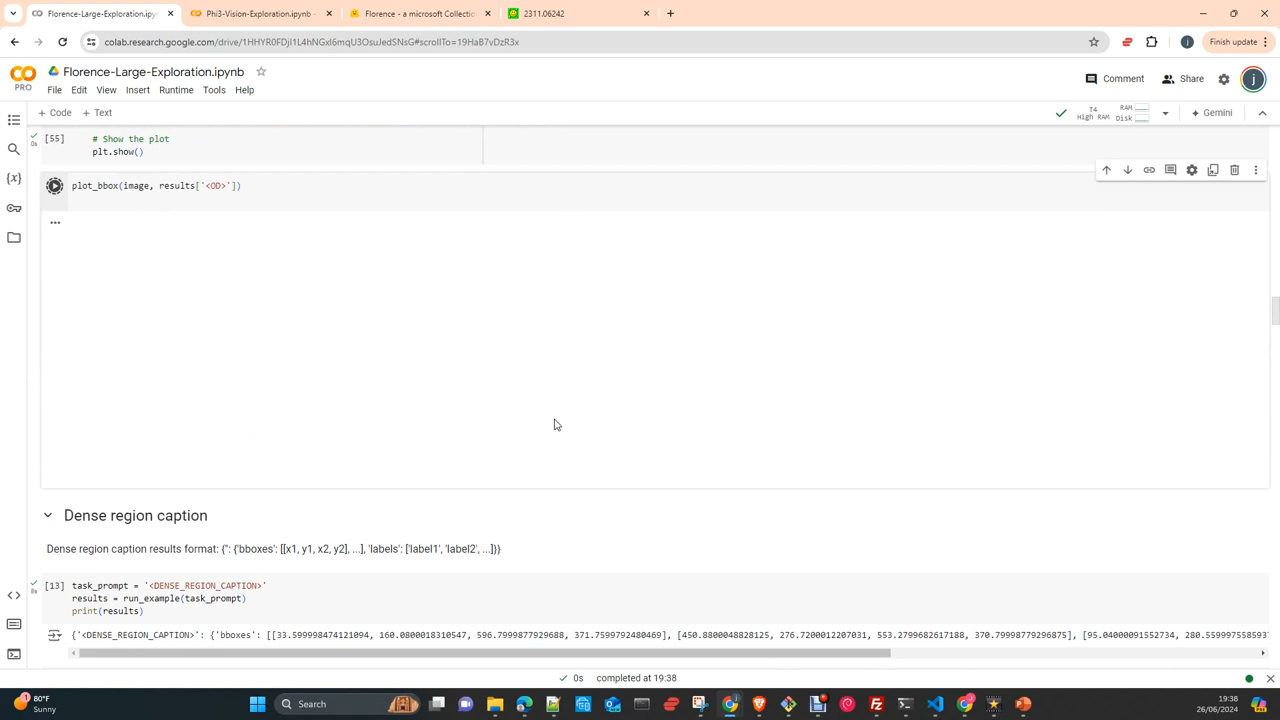 Florence-Large-Exploration.ipyn
Phi3-Vision-Exploration.ipynb -
Florence - a microsoft Collectio
2311.06242
colab.research.google.com/drive/1HHYR0FDjI1L4hNGxl6mqU3OsuJedSNsG#scrollTo=19HaB7vDzR3x
Finish update
Florence-Large-Exploration.ipynb
PRO
File Edit View Insert Runtime Tools Help
Comment
Share
j
+ Code + Text
T4
High RAM
RAM
Disk
Gemini
[55]
0s
# Show the plot
plt.show()
plot_bbox(image, results['<OD>'])
...
Dense region caption
Dense region caption results format: {'': {'bboxes': [[x1, y1, x2, y2], ...], 'labels': ['label1', 'label2', ...]}}
[13]
8s
task_prompt = '<DENSE_REGION_CAPTION>'
results = run_example(task_prompt)
print(results)
{'<DENSE_REGION_CAPTION>': {'bboxes': [[33.599998474121094, 160.0800018310547, 596.7999877929688, 371.7599792480469], [450.8800048828125, 276.7200012207031, 553.2799682617188, 370.79998779296875], [95.04000091552734, 280.5599975585937
0s completed at 19:38
80°F
Sunny
Search
19:38
26/06/2024